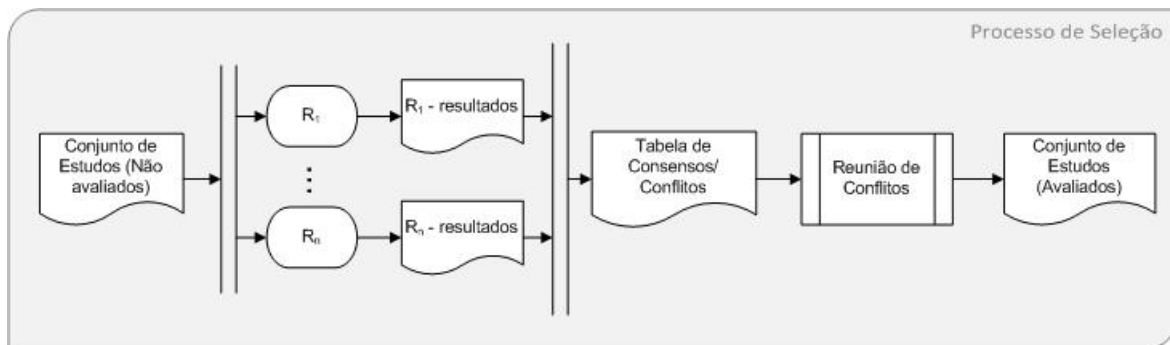 Processo de Seleção
Conjunto de
Estudos (Não
avaliados)
R₁
R₁ - resultados
⋮
Rₙ
Rₙ - resultados
Tabela de
Consensos/
Conflitos
Reunião de
Conflitos
Conjunto de
Estudos
(Avaliados)